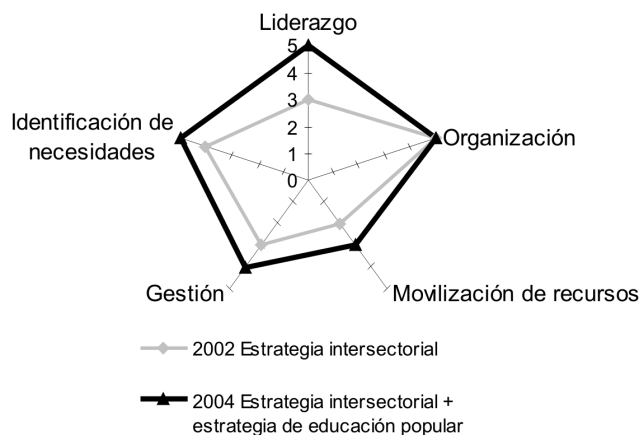 Liderazgo
5
4
3
2
1
0
Identificación de
necesidades
Organización
Gestión
Movilización de recursos
2002 Estrategia intersectorial
2004 Estrategia intersectorial +
estrategia de educación popular